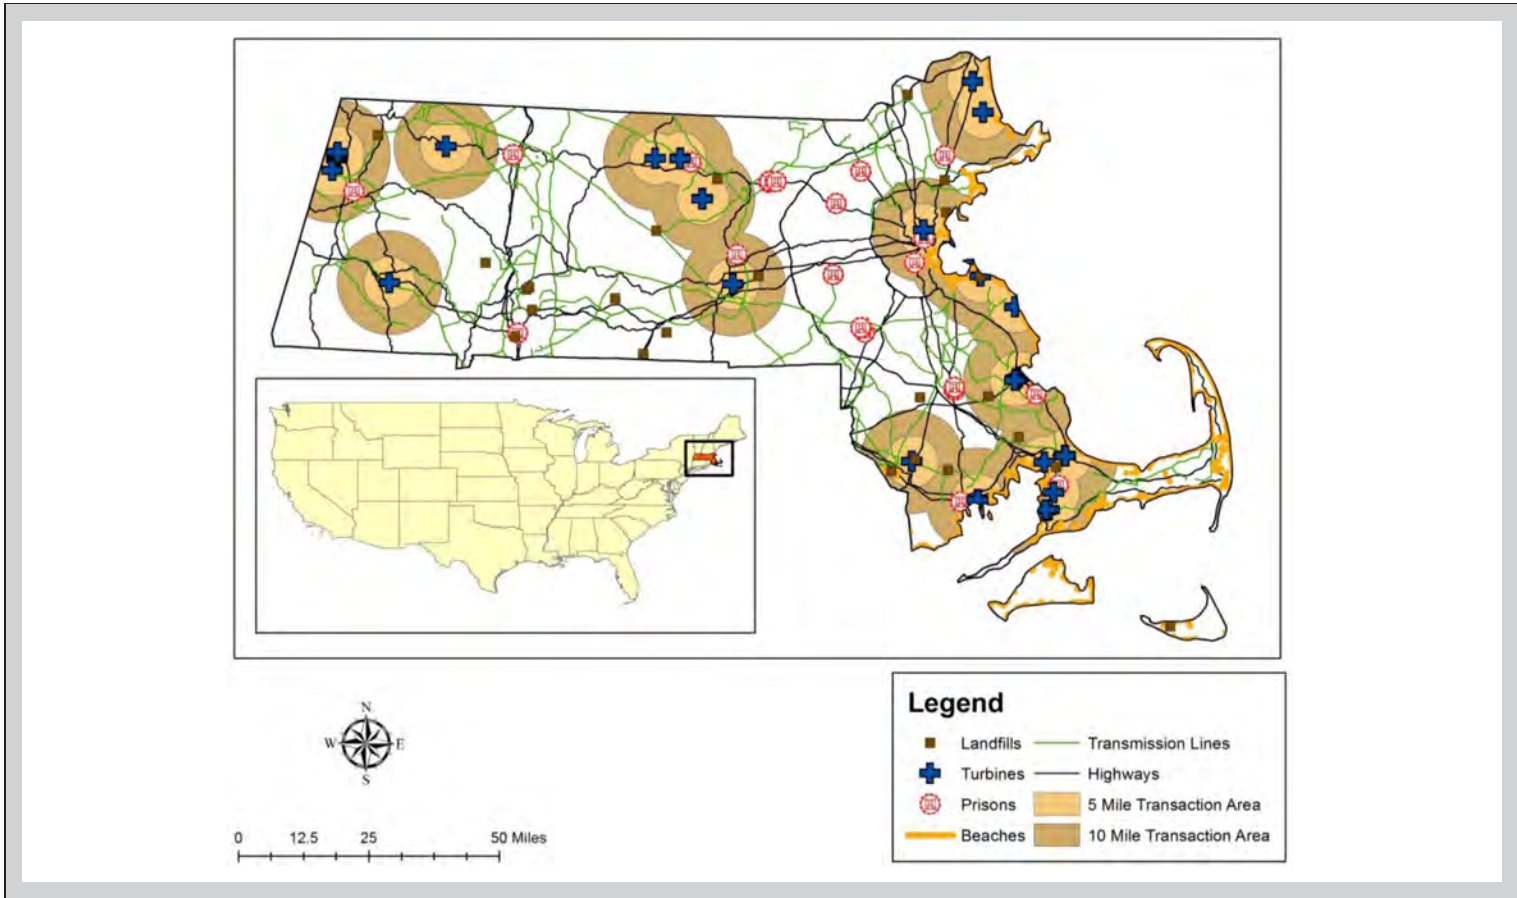 N
W E
S
0 12.5 25 50 Miles
Legend
Landfills Transmission Lines
Turbines Highways
Prisons 5 Mile Transaction Area
Beaches 10 Mile Transaction Area